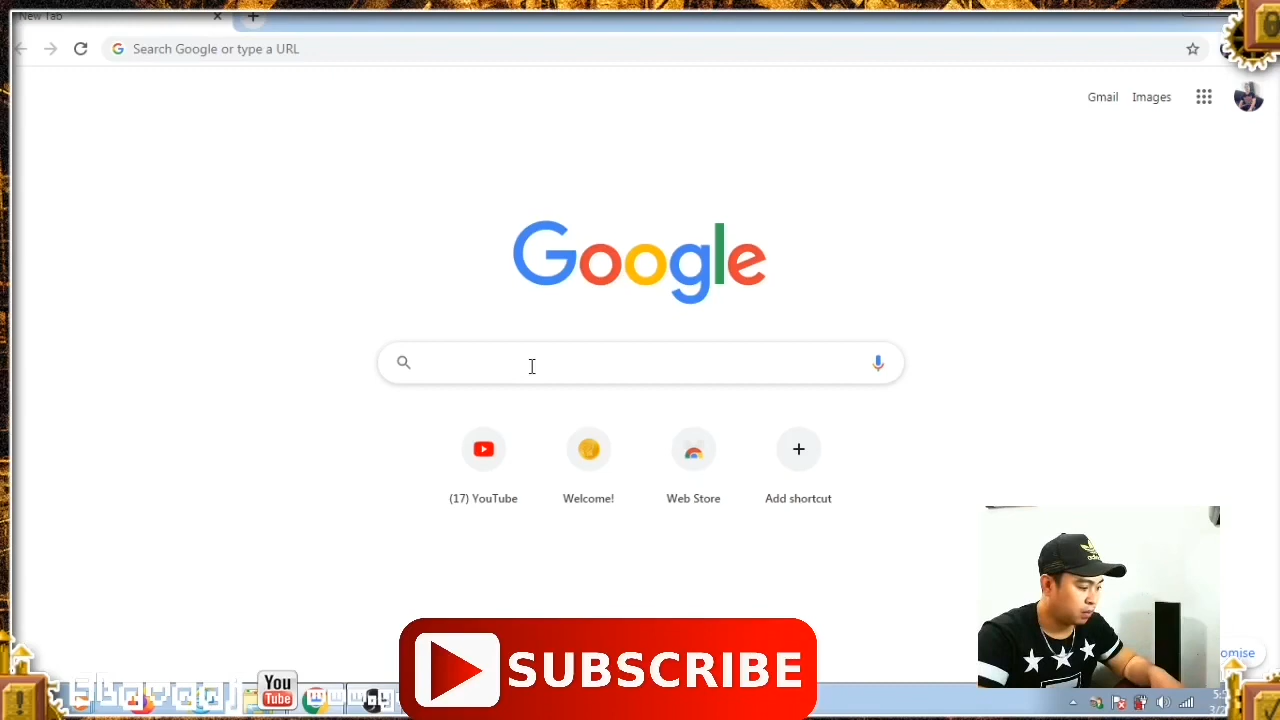 New Tab
Search Google or type a URL
Gmail Images
Google
(17) YouTube
Welcome!
Web Store
Add shortcut
omise
You
Tube
SUBSCRIBE